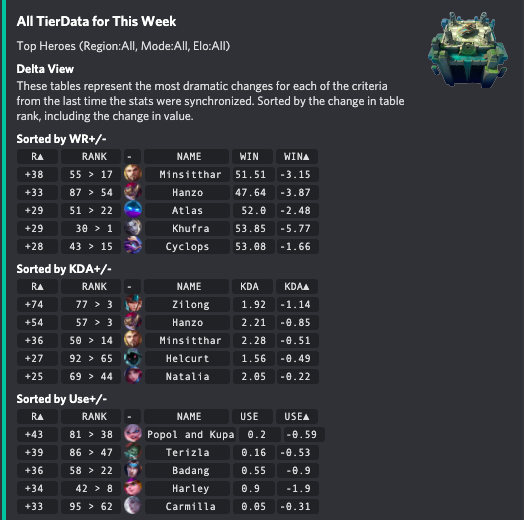 All TierData for This Week
Top Heroes (Region:All, Mode:All, Elo:All)
Delta View
These tables represent the most dramatic changes for each of the criteria
from the last time the stats were synchronized. Sorted by the change in table
rank, including the change in value.
Sorted by WR+/-
R▲ RANK - NAME WIN WIN▲
+38 55 > 17 Minsitthar 51.51 -3.15
+33 87 > 54 Hanzo 47.64 -3.87
+29 51 > 22 Atlas 52.0 -2.48
+29 30 > 1 Khufra 53.85 -5.77
+28 43 > 15 Cyclops 53.08 -1.66
Sorted by KDA+/-
R▲ RANK - NAME KDA KDA▲
+74 77 > 3 Zilong 1.92 -1.14
+54 57 > 3 Hanzo 2.21 -0.85
+36 50 > 14 Minsitthar 2.28 -0.51
+27 92 > 65 Helcurt 1.56 -0.49
+25 69 > 44 Natalia 2.05 -0.22
Sorted by Use+/-
R▲ RANK - NAME USE USE▲
+43 81 > 38 Popol and Kupa 0.2 -0.59
+39 86 > 47 Terizla 0.16 -0.53
+36 58 > 22 Badang 0.55 -0.9
+34 42 > 8 Harley 0.9 -1.9
+33 95 > 62 Carmilla 0.05 -0.31